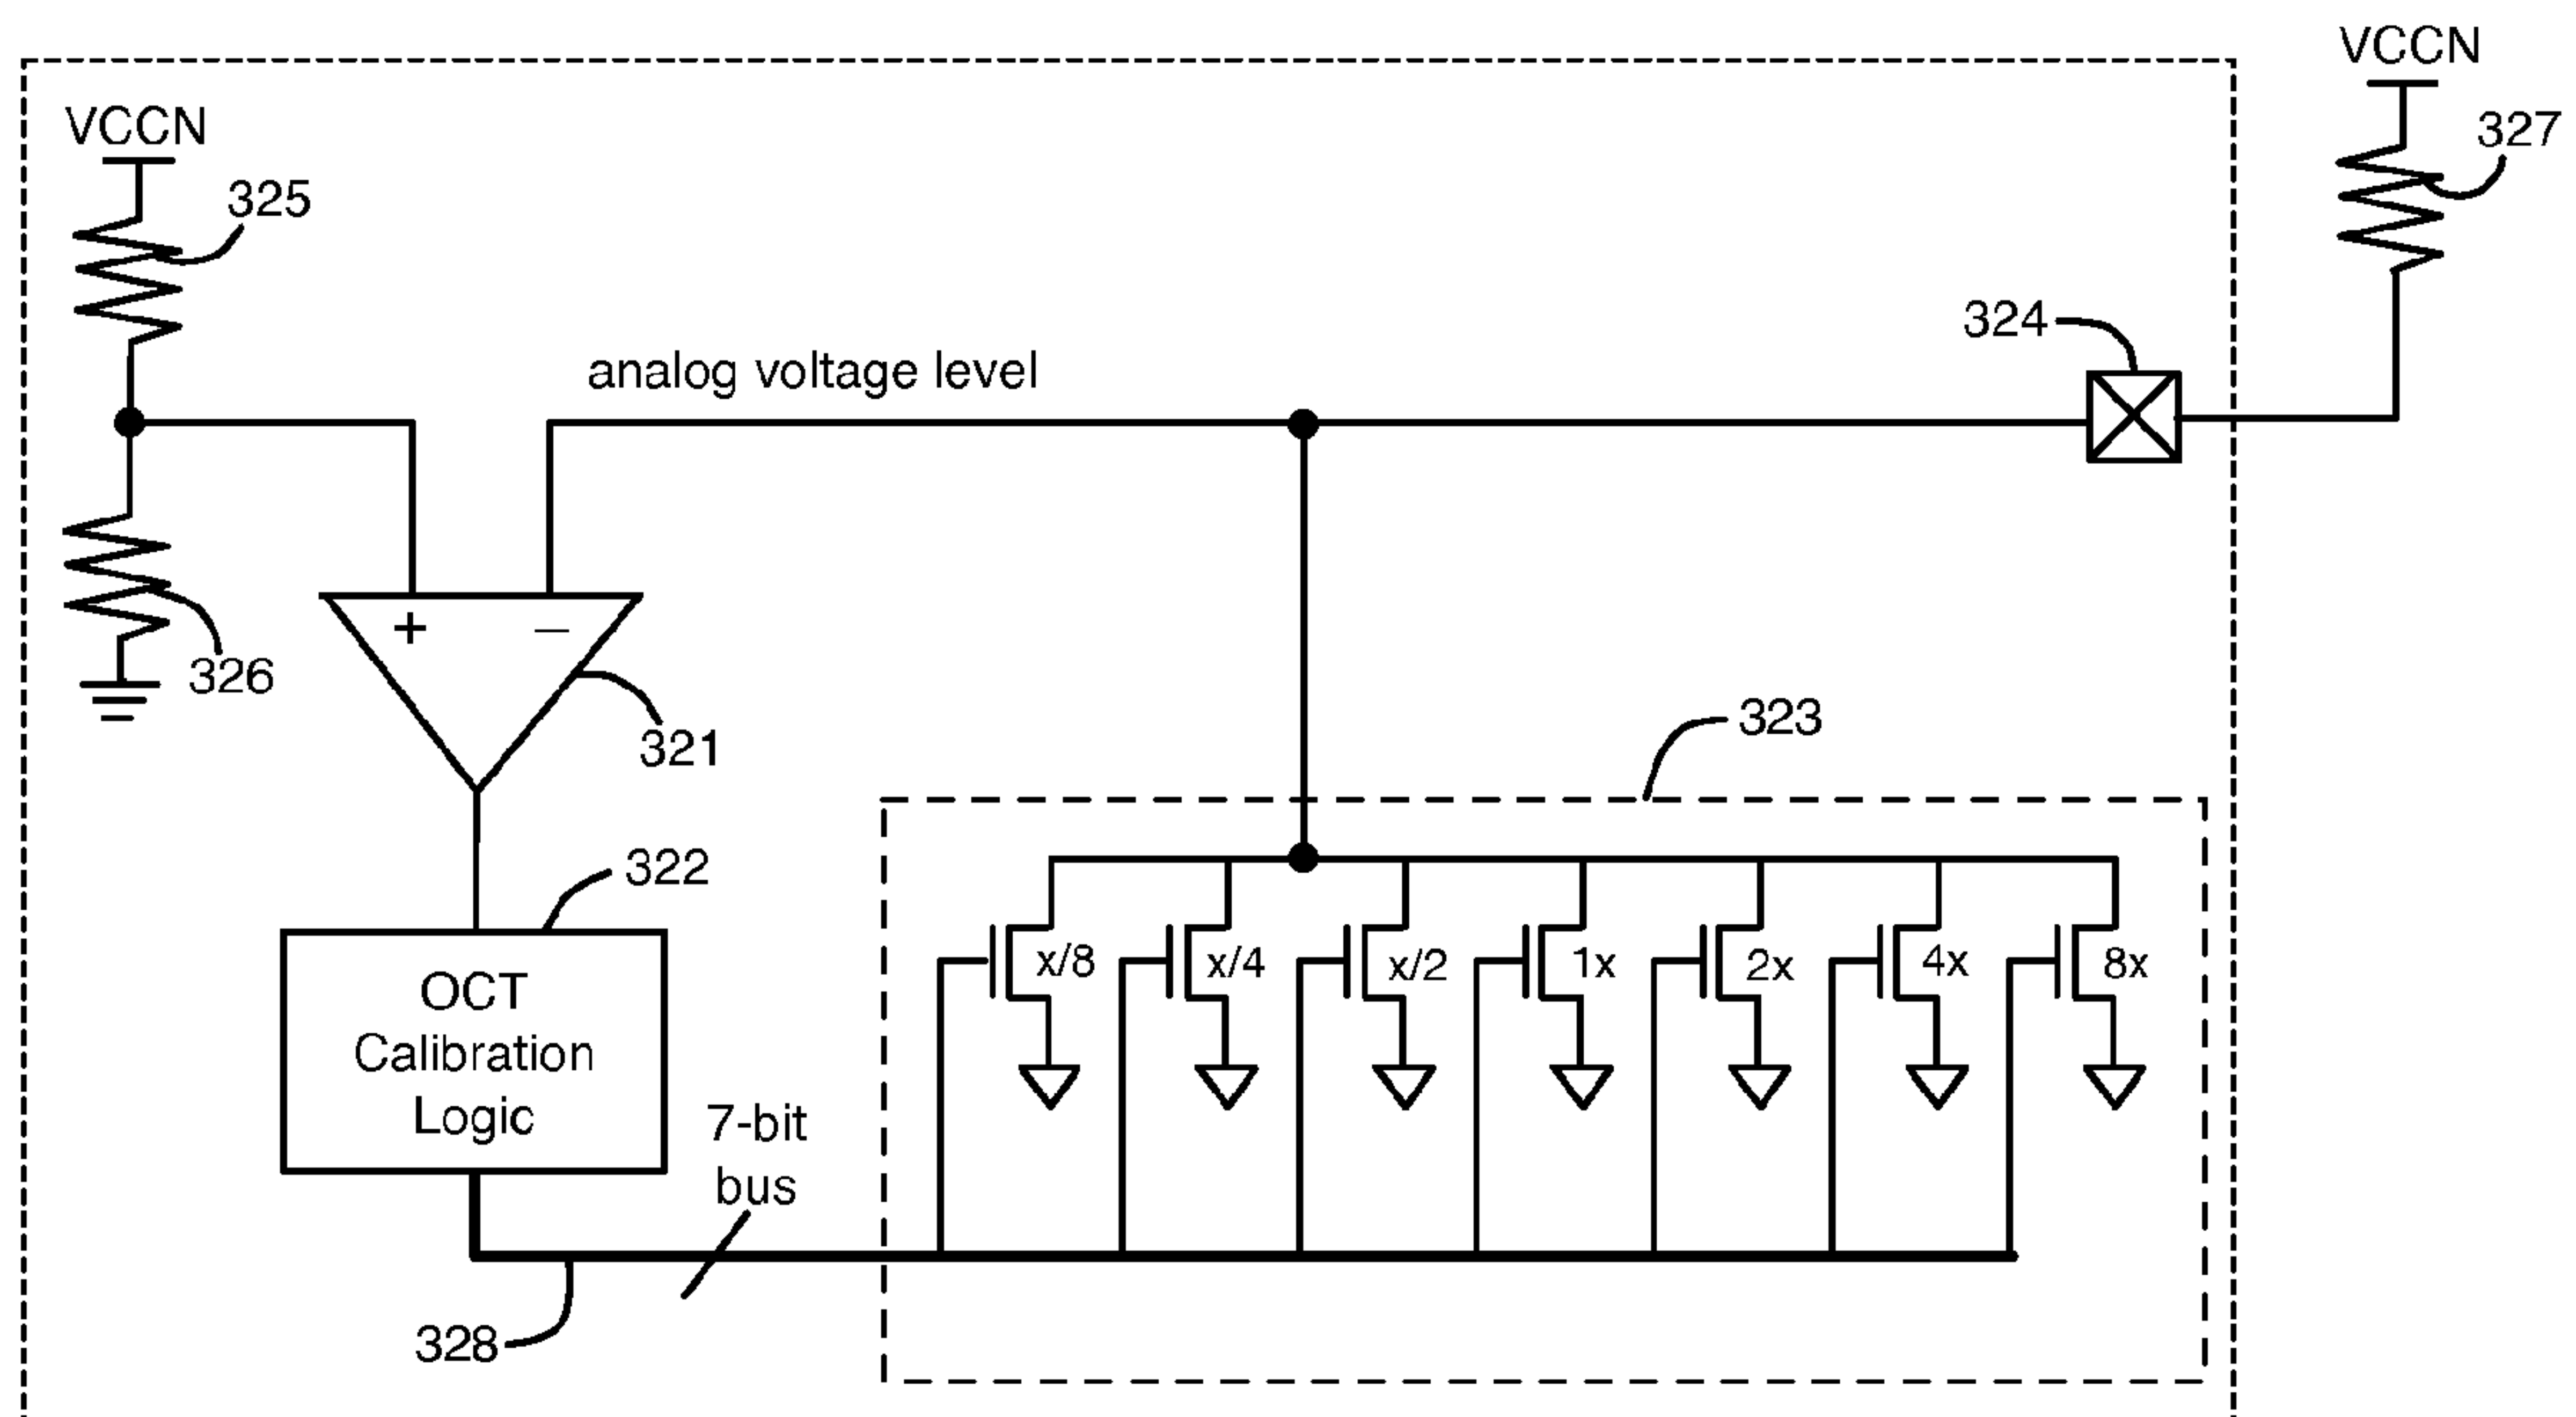 VCCN
VCCN
327
325
324
analog voltage level
+
–
326
321
323
322
x/8
x/4
x/2
1x
2x
4x
8x
OCT
Calibration
Logic
7-bit
bus
328